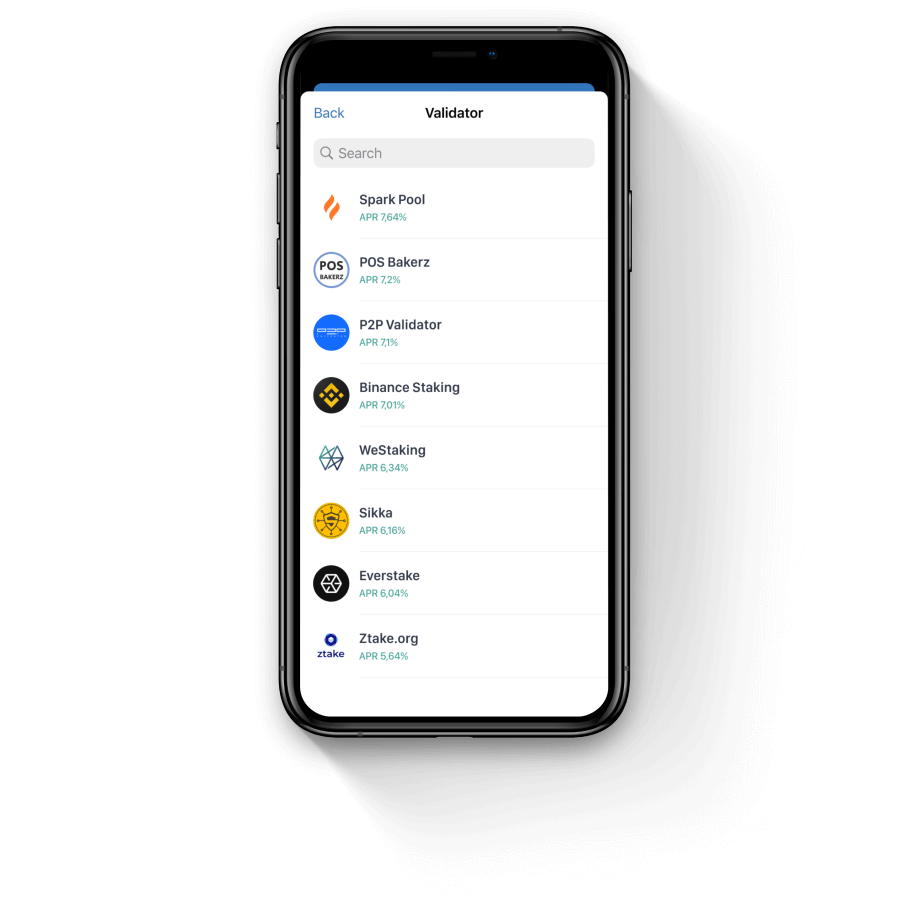 Back
Validator
Search
Spark Pool
APR 7,64%
POS
BAKERZ
POS Bakerz
APR 7,2%
P2P Validator
APR 7,1%
Binance Staking
APR 7,01%
WeStaking
APR 6,34%
Sikka
APR 6,16%
Everstake
APR 6,04%
ztake
Ztake.org
APR 5,64%